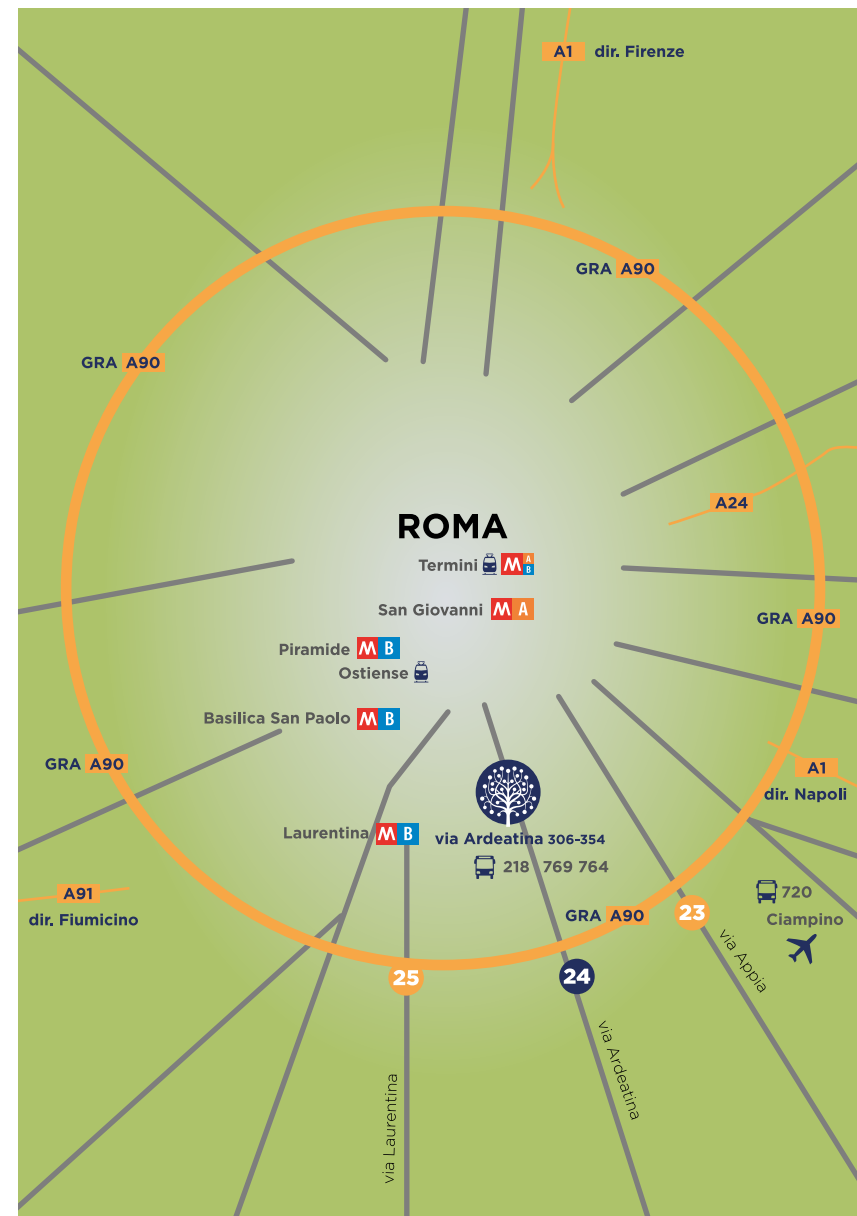 A1 dir. Firenze
GRA A90
GRA A90
A24
ROMA
Termini M A B
San Giovanni M A
GRA A90
Piramide M B
Ostiense
Basilica San Paolo M B
GRA A90
A1
dir. Napoli
Laurentina M B
via Ardeatina 306-354
218 769 764
A91
dir. Fiumicino
720
Ciampino
GRA A90
23
via Appia
25
24
via Ardeatina
via Laurentina